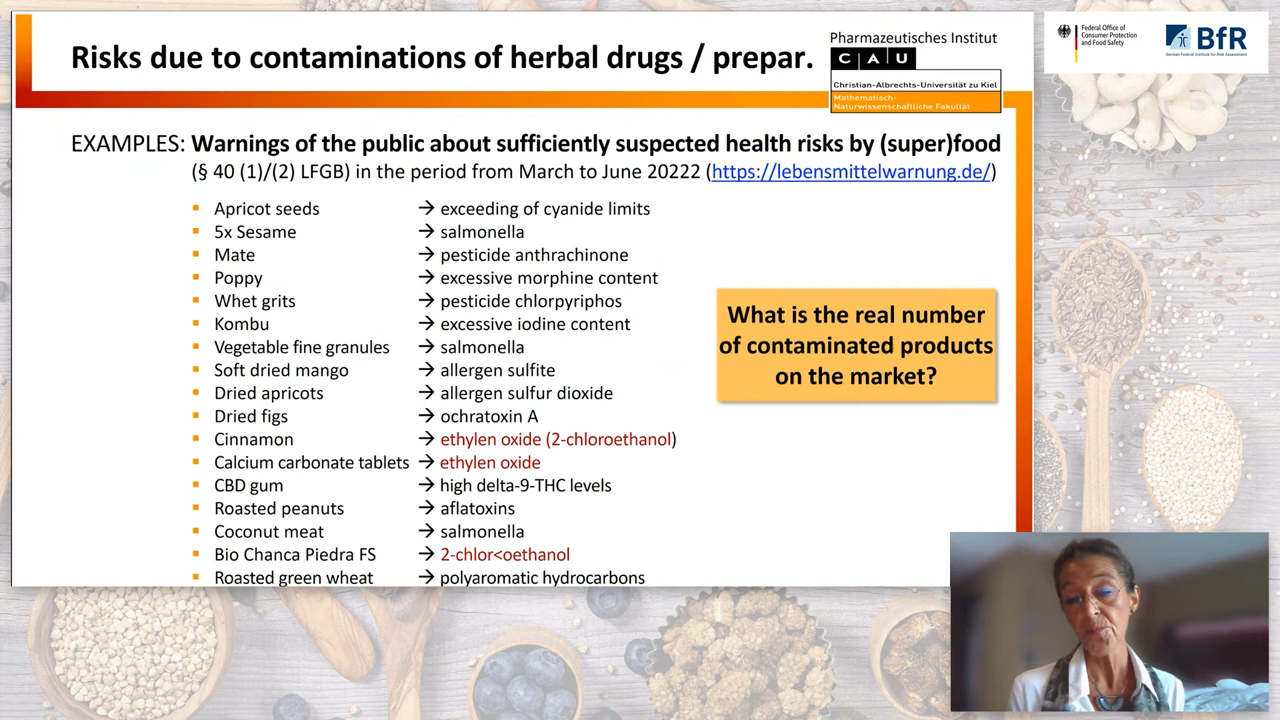 Risks due to contaminations of herbal drugs / prepar.
Pharmazeutisches Institut
C A U
Christian-Albrechts-Universität zu Kiel
Mathematisch-
Naturwissenschaftliche Fakultät
Federal Office of
Consumer Protection
and Food Safety
BfR
German Federal Institute for Risk Assessment
EXAMPLES: Warnings of the public about sufficiently suspected health risks by (super)food
(§ 40 (1)/(2) LFGB) in the period from March to June 20222 (https://lebensmittelwarnung.de/)
▪ Apricot seeds → exceeding of cyanide limits
▪ 5x Sesame → salmonella
▪ Mate → pesticide anthrachinone
▪ Poppy → excessive morphine content
▪ Whet grits → pesticide chlorpyriphos
▪ Kombu → excessive iodine content
▪ Vegetable fine granules → salmonella
▪ Soft dried mango → allergen sulfite
▪ Dried apricots → allergen sulfur dioxide
▪ Dried figs → ochratoxin A
▪ Cinnamon → ethylen oxide (2-chloroethanol)
▪ Calcium carbonate tablets → ethylen oxide
▪ CBD gum → high delta-9-THC levels
▪ Roasted peanuts → aflatoxins
▪ Coconut meat → salmonella
▪ Bio Chanca Piedra FS → 2-chlor<oethanol
▪ Roasted green wheat → polyaromatic hydrocarbons
What is the real number
of contaminated products
on the market?